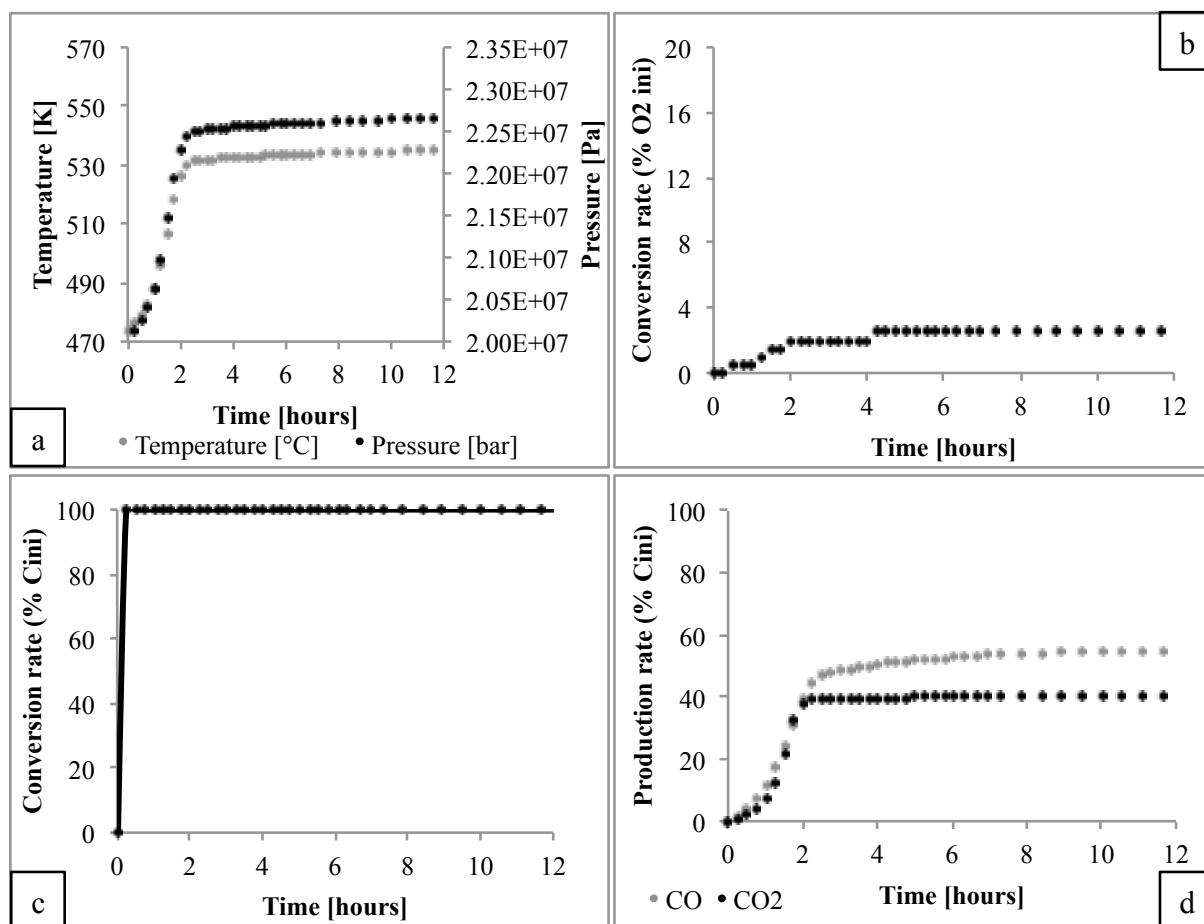 570
550
530
510
490
470
Temperature [K]
2.35E+07
2.30E+07
2.25E+07
2.20E+07
2.15E+07
2.10E+07
2.05E+07
2.00E+07
Pressure [Pa]
0 2 4 6 8 10 12
Time [hours]
Temperature [°C] Pressure [bar]
a
b
20
16
12
8
4
0
Conversion rate (% O2 ini)
0 2 4 6 8 10 12
Time [hours]
100
80
60
40
20
0
Conversion rate (% Cini)
0 2 4 6 8 10 12
Time [hours]
c
100
80
60
40
20
0
Production rate (% Cini)
0 2 4 6 8 10 12
Time [hours]
CO CO2
d